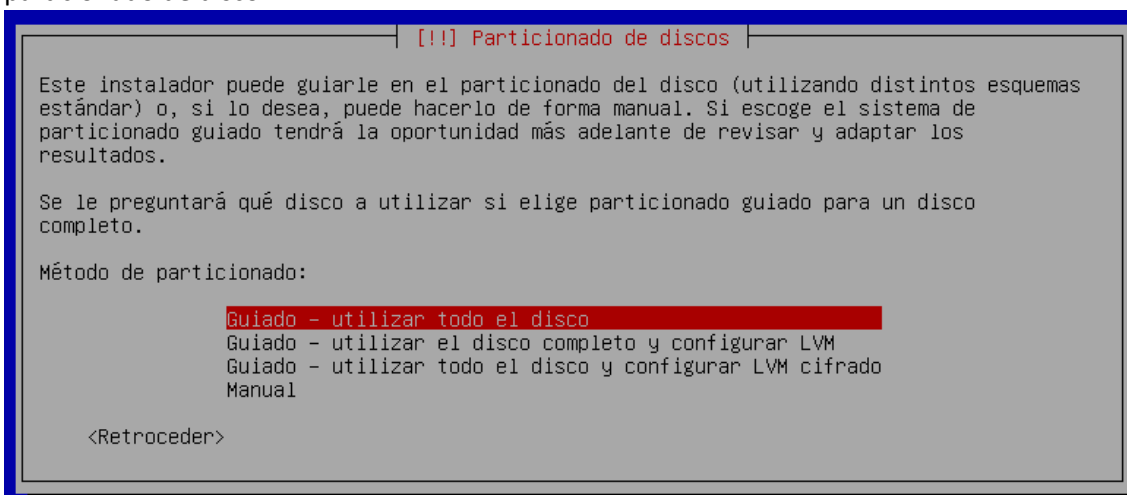 [!!] Particionado de discos
Este instalador puede guiarle en el particionado del disco (utilizando distintos esquemas
estándar) o, si lo desea, puede hacerlo de forma manual. Si escoge el sistema de
particionado guiado tendrá la oportunidad más adelante de revisar y adaptar los
resultados.
Se le preguntará qué disco a utilizar si elige particionado guiado para un disco
completo.
Método de particionado:
Guiado – utilizar todo el disco
Guiado – utilizar el disco completo y configurar LVM
Guiado – utilizar todo el disco y configurar LVM cifrado
Manual
<Retroceder>